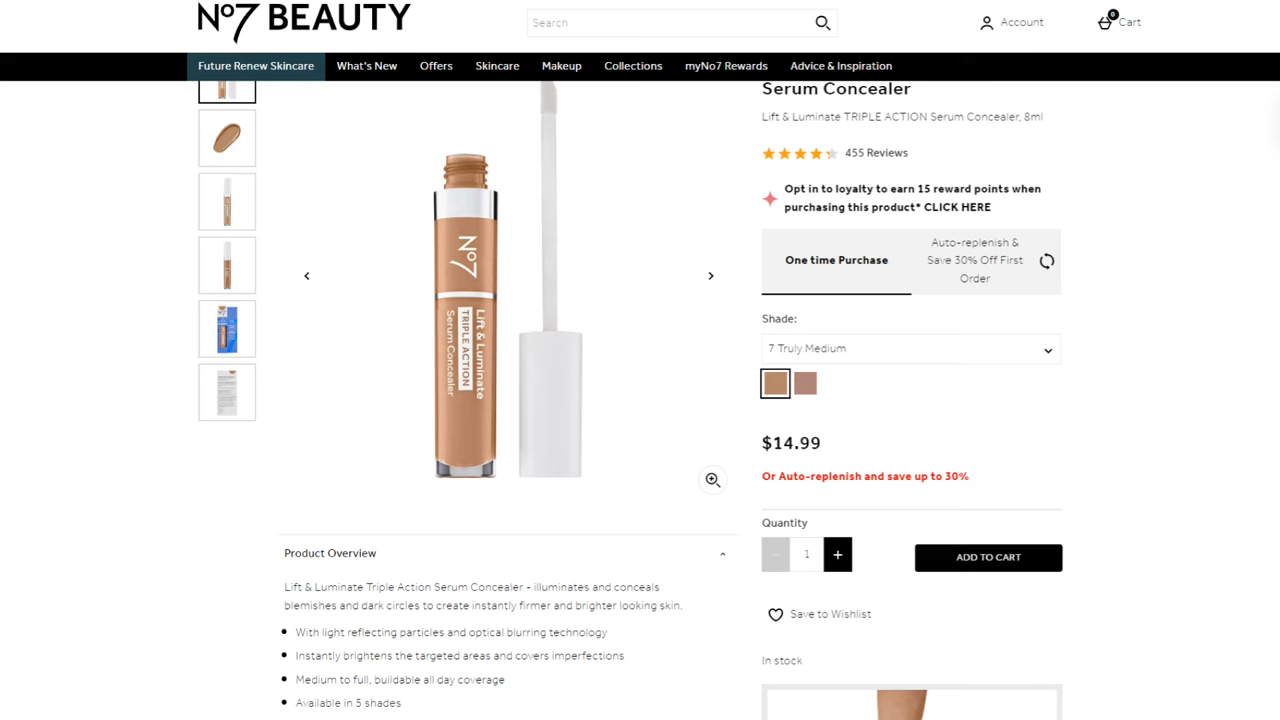 No7 BEAUTY
Search
Account
0
Cart
Future Renew Skincare
What's New
Offers
Skincare
Makeup
Collections
myNo7 Rewards
Advice & Inspiration
Serum Concealer
Lift & Luminate TRIPLE ACTION Serum Concealer, 8ml
455 Reviews
Opt in to loyalty to earn 15 reward points when
purchasing this product* CLICK HERE
One time Purchase
Auto-replenish &
Save 30% Off First
Order
Shade:
7 Truly Medium
$14.99
Or Auto-replenish and save up to 30%
Quantity
− 1 +
ADD TO CART
Save to Wishlist
In stock
No7
Lift & Luminate
TRIPLE ACTION
Serum Concealer
Product Overview
Lift & Luminate Triple Action Serum Concealer - illuminates and conceals
blemishes and dark circles to create instantly firmer and brighter looking skin.
With light reflecting particles and optical blurring technology
Instantly brightens the targeted areas and covers imperfections
Medium to full, buildable all day coverage
Available in 5 shades